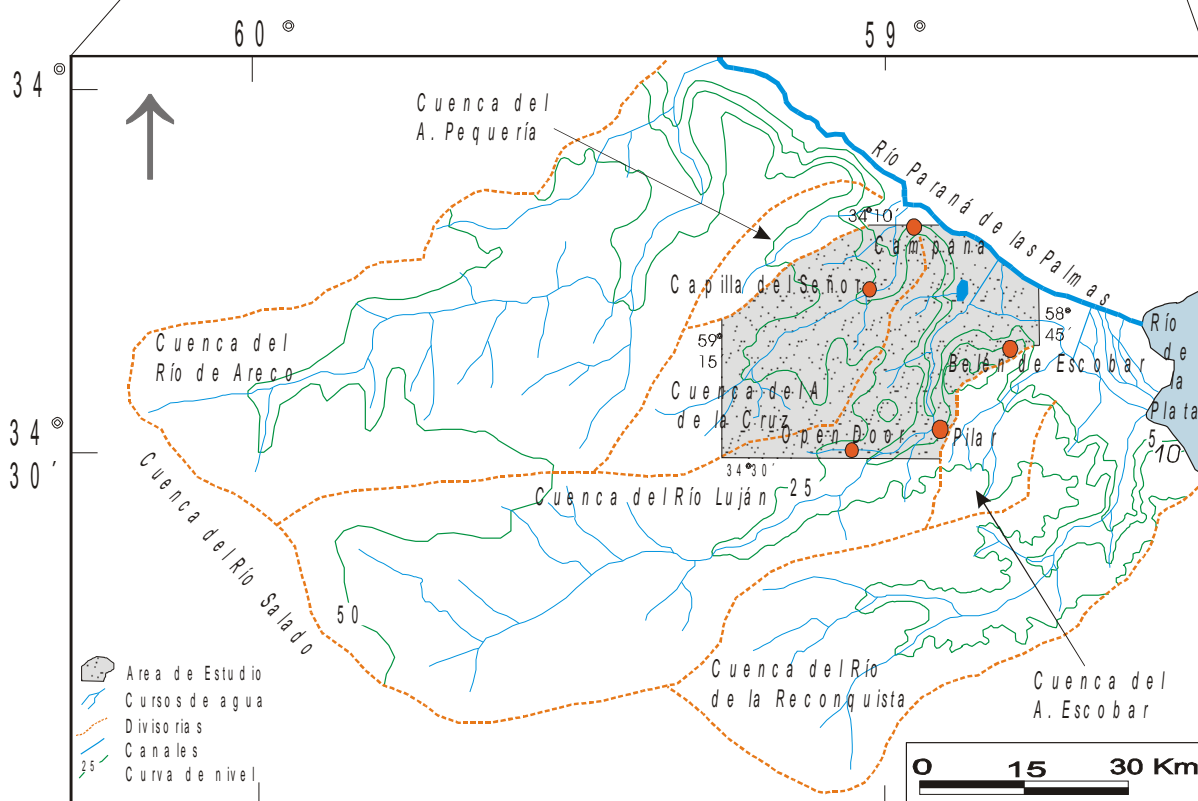 60°
59°
34°
Cuenca del
A. Pequería
Río Paraná de las Palmas
34°10´
Campana
Capilla del Señor
58°
45´
59°
15´
Río
de
la
Plata
Cuenca del
Río de Areco
Belén de Escobar
Cuenca del A
de la Cruz
Open Door
Pilar
34°
30´
34°30´
5
10
Cuenca del Río Luján
25
Cuenca del Río Salado
50
Cuenca del Río
de la Reconquista
Cuenca del
A. Escobar
Area de Estudio
Cursos de agua
Divisorias
Canales
25
Curva de nivel
0 15 30 Km